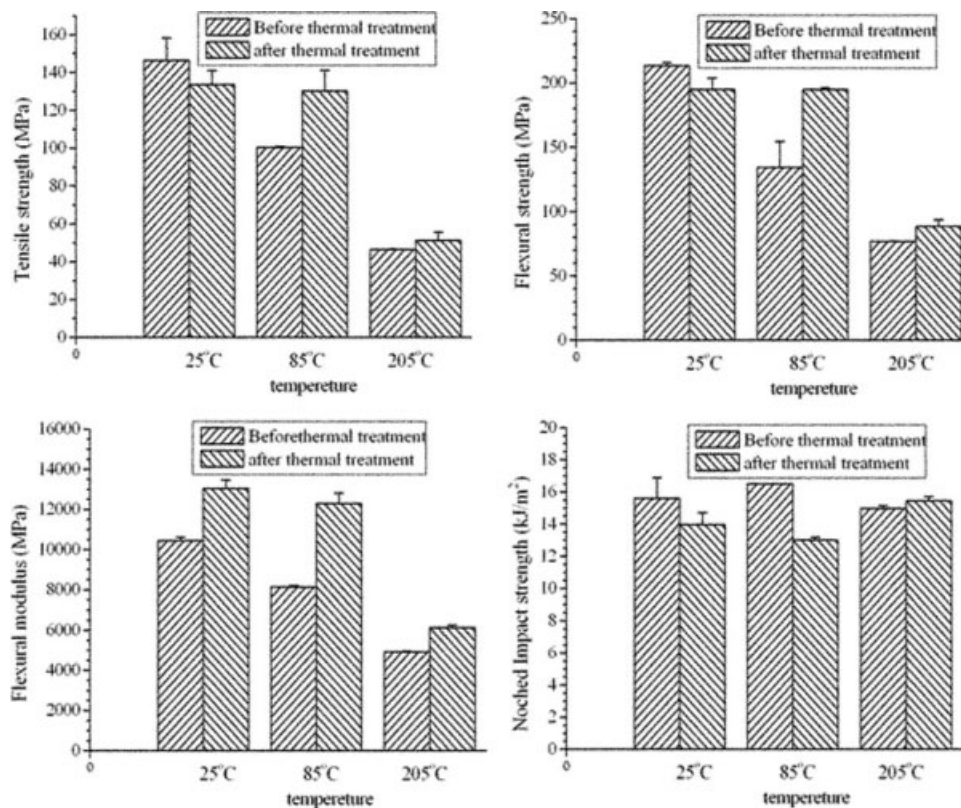 Before thermal treatment
after thermal treatment
Tensile strength (MPa)
160
140
120
100
80
60
40
20
0
0
25°C
85°C
205°C
tempereture
Before thermal treatment
after thermal treatment
Flexural strength (MPa)
250
200
150
100
50
0
0
25°C
85°C
205°C
tempereture
Beforethermal treatment
after thermal treatment
Flexural modulus (MPa)
16000
14000
12000
10000
8000
6000
4000
2000
0
0
25°C
85°C
205°C
tempereture
Before thermal treatment
after thermal treatment
Noched Impact strength (kJ/m²)
20
18
16
14
12
10
8
6
4
2
0
0
25°C
85°C
205°C
tempereture